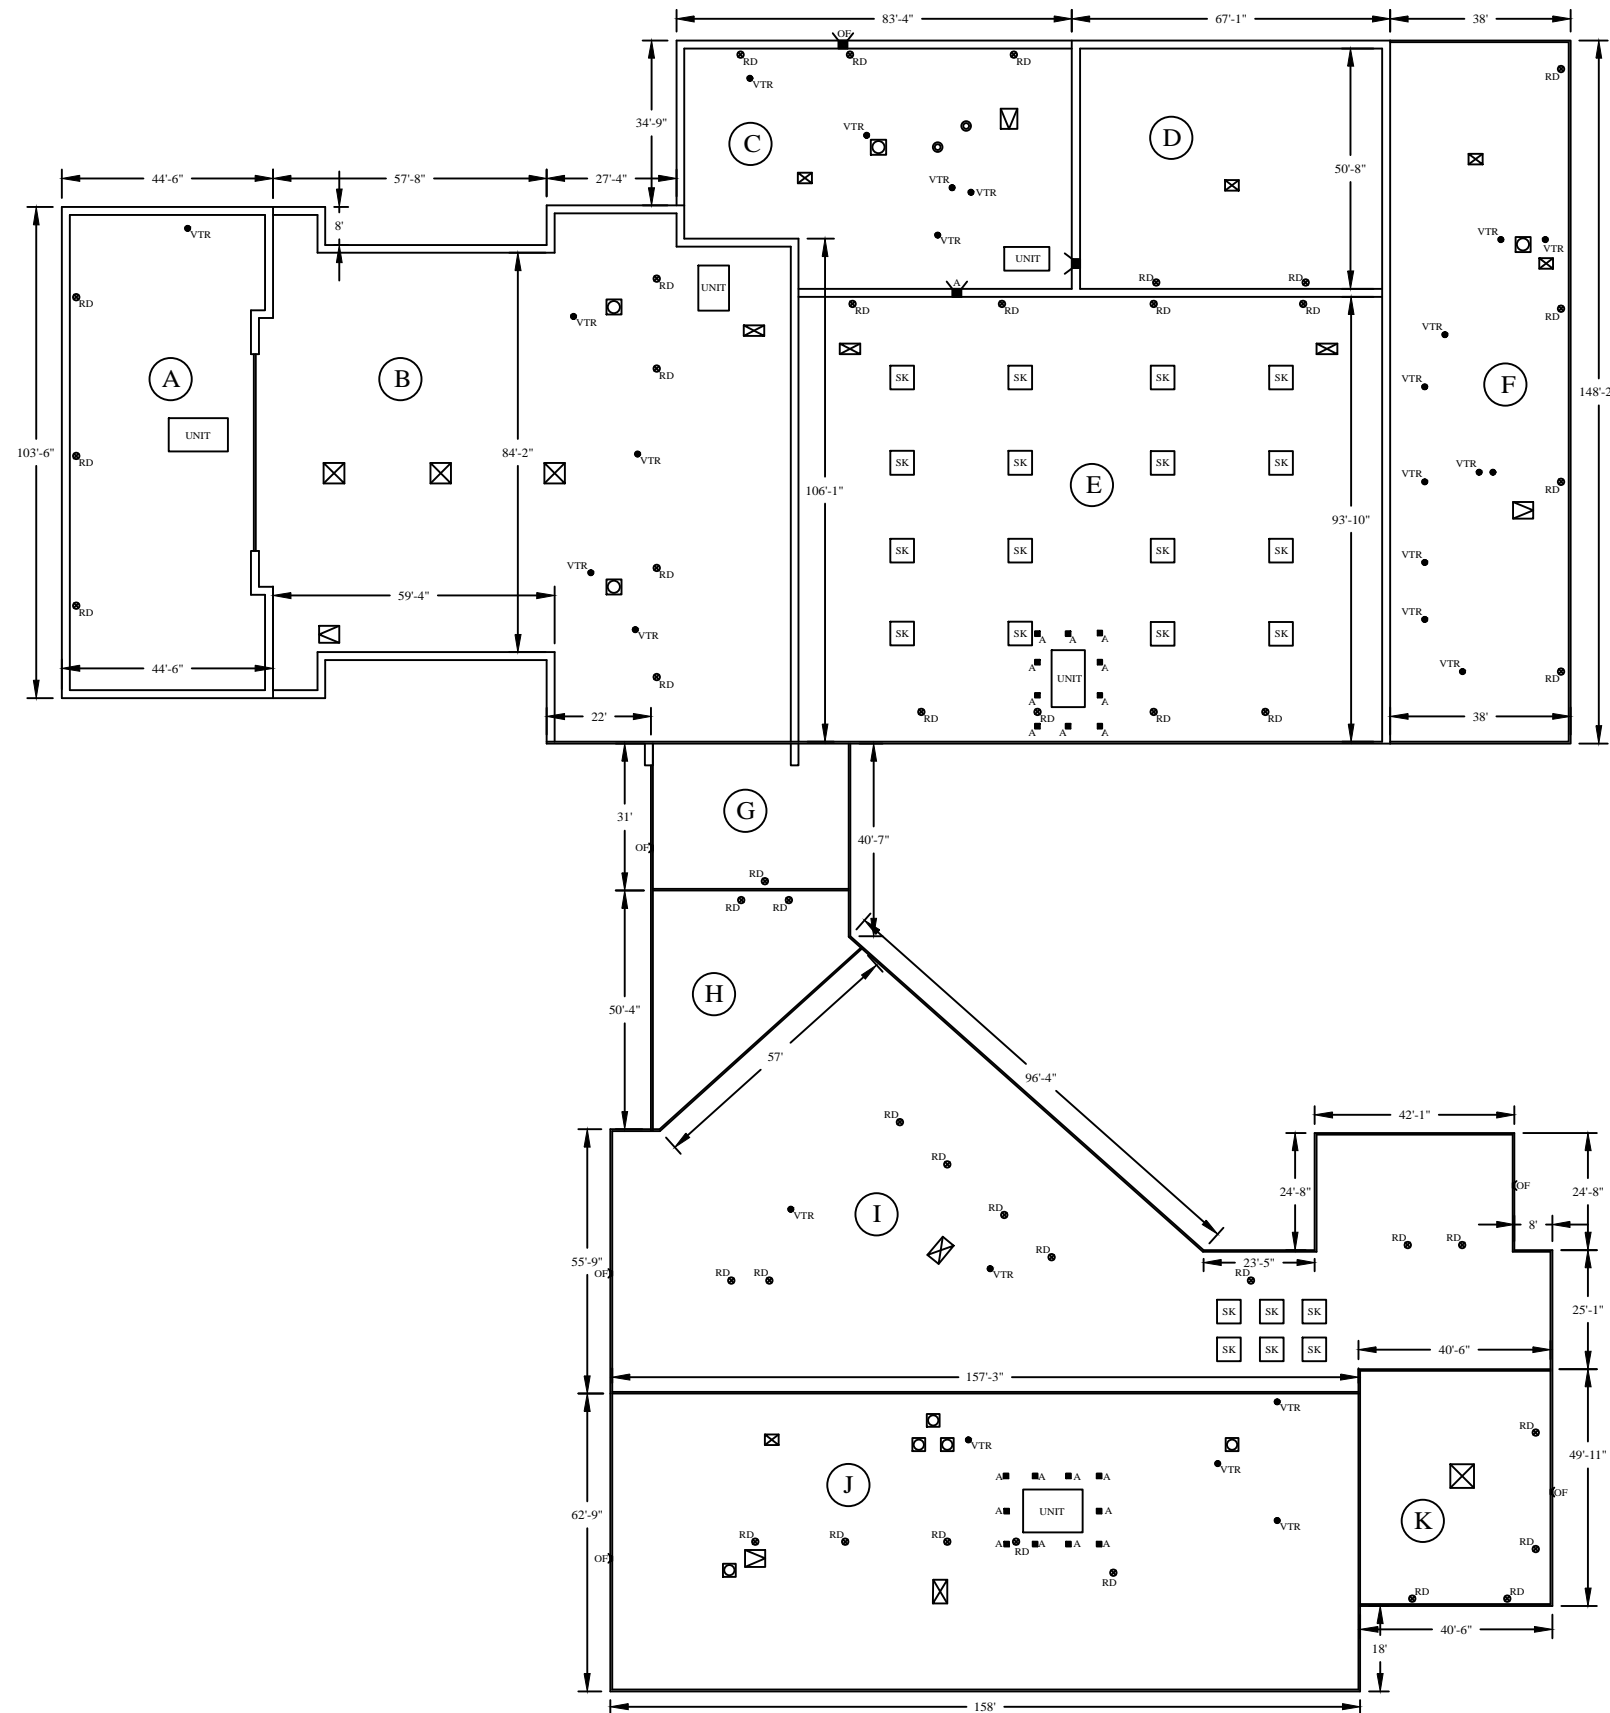 83'-4" 67'-1" 38'
OF
RD RD RD RD
VTR
34'-9" VTR C D 50'-8"
44'-6" 57'-8" 27'-4"
VTR VTR
8'
VTR VTR VTR VTR
UNIT
RD RD RD
UNIT A
RD RD RD RD RD RD
VTR VTR
A B SK SK SK SK VTR F 148'-2
RD
UNIT
103'-6" 84'-2" VTR SK SK SK SK VTR
RD
106'-1" E VTR RD
93'-10"
VTR RD SK SK SK SK VTR
59'-4"
RD
VTR SK SK SK SK VTR
A A A
44'-6" A A VTR RD
UNIT
RD
A A
22' RD RD RD RD 38'
A A A
G
31' 40'-7"
OF
RD
RD RD
H
50'-4"
57'
96'-4"
RD 42'-1"
RD
24'-8" OF 24'-8"
VTR I RD 8'
RD RD RD
55'-9" OF RD RD VTR 23'-5"
RD
SK SK SK 25'-1"
SK SK SK 40'-6"
157'-3"
VTR
RD
VTR 49'-11"
VTR
J A A A A
OF
62'-9" A UNIT A K
VTR
RD RD RD A A A A
RD RD
OF
RD
RD RD
40'-6"
18'
158'